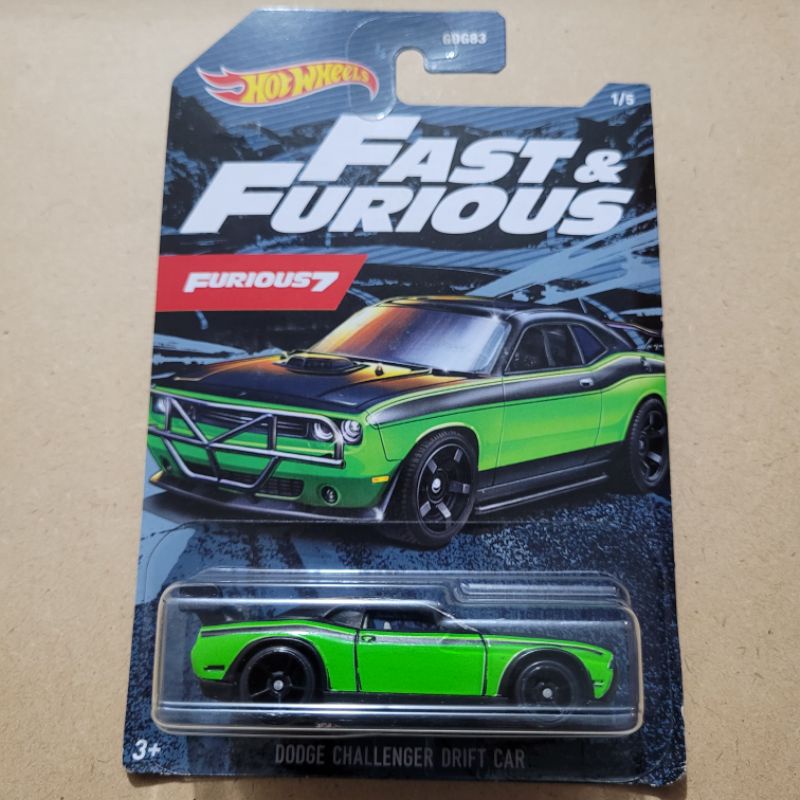 GDG83
HOT WHEELS
1/5
FAST &
FURIOUS
FURIOUS7
3+
DODGE CHALLENGER DRIFT CAR